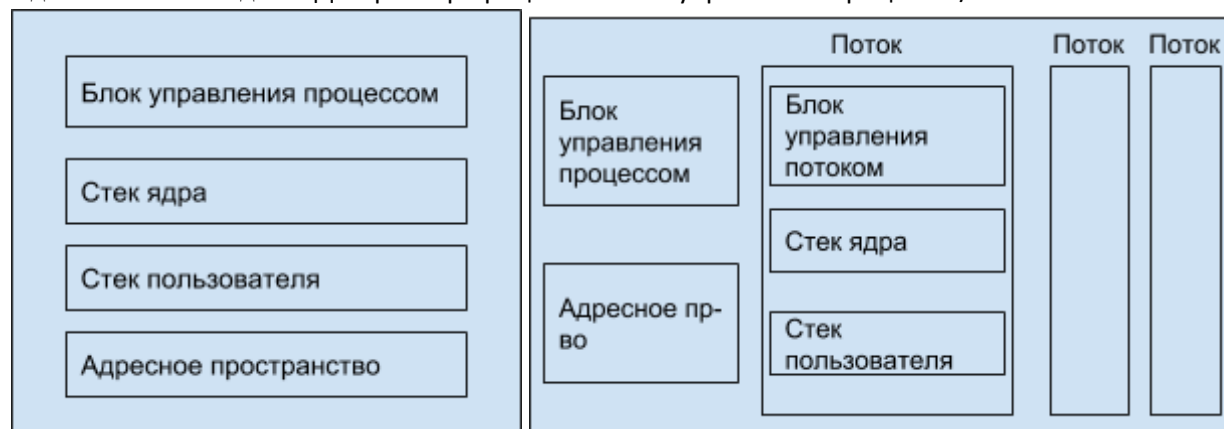 Блок управления процессом
Стек ядра
Стек пользователя
Адресное пространство
Поток
Поток
Поток
Блок
управления
процессом
Адресное пр-
во
Блок
управления
потоком
Стек ядра
Стек
пользователя